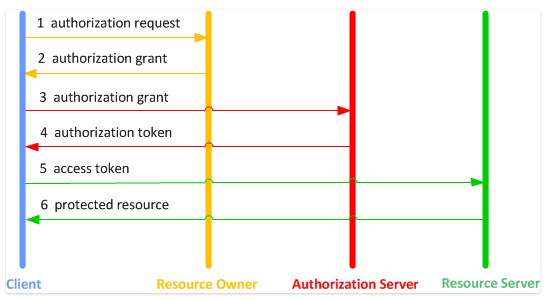 1 authorization request
2 authorization grant
3 authorization grant
4 authorization token
5 access token
6 protected resource
Client Resource Owner Authorization Server Resource Server